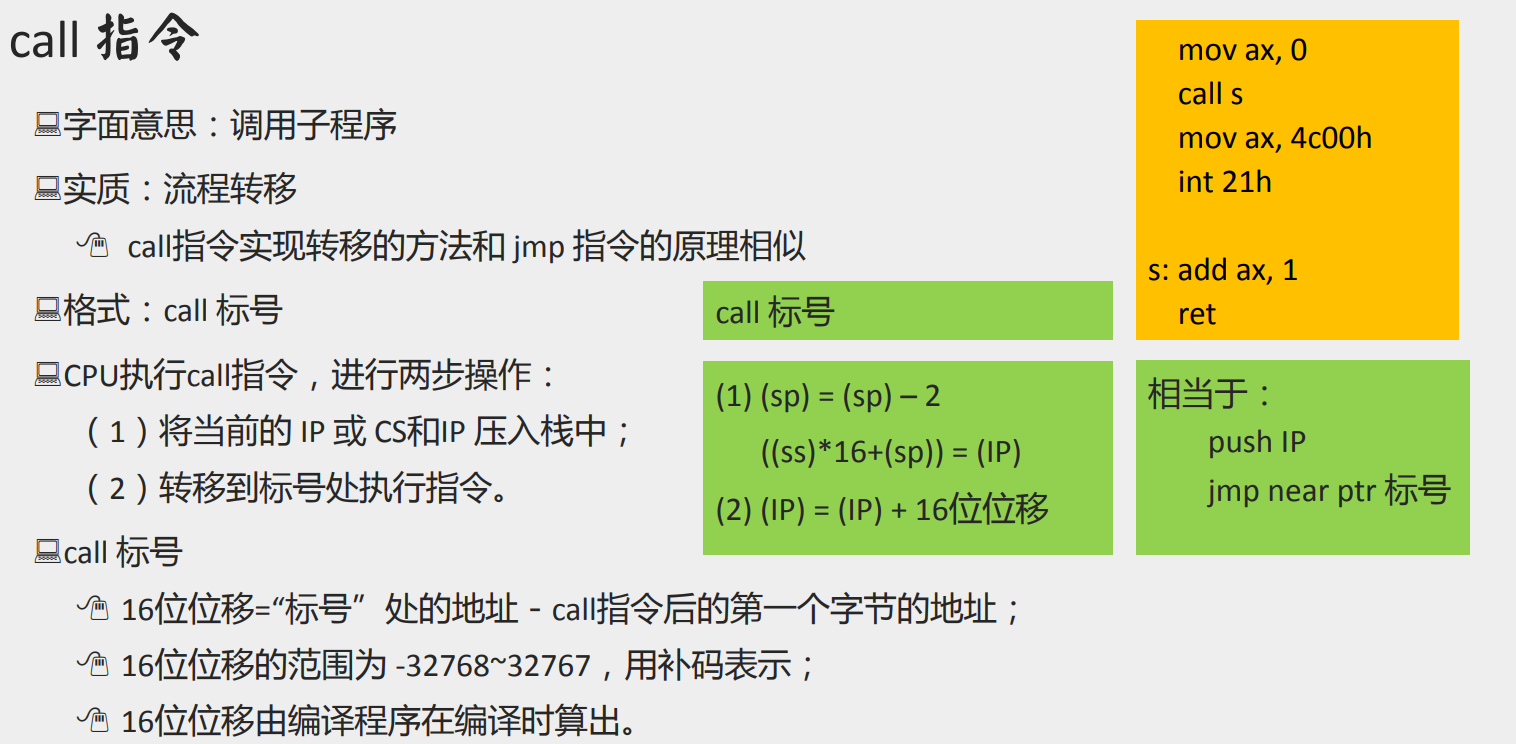 call 指令
字面意思：调用子程序
实质：流程转移
call指令实现转移的方法和 jmp 指令的原理相似
格式：call 标号
CPU执行call指令，进行两步操作：
（1）将当前的 IP 或 CS和IP 压入栈中；
（2）转移到标号处执行指令。
call 标号
16位位移=“标号”处的地址 - call指令后的第一个字节的地址；
16位位移的范围为 -32768~32767，用补码表示；
16位位移由编译程序在编译时算出。
call 标号
(1) (sp) = (sp) – 2
((ss)*16+(sp)) = (IP)
(2) (IP) = (IP) + 16位位移
mov ax, 0
call s
mov ax, 4c00h
int 21h
s: add ax, 1
ret
相当于：
push IP
jmp near ptr 标号